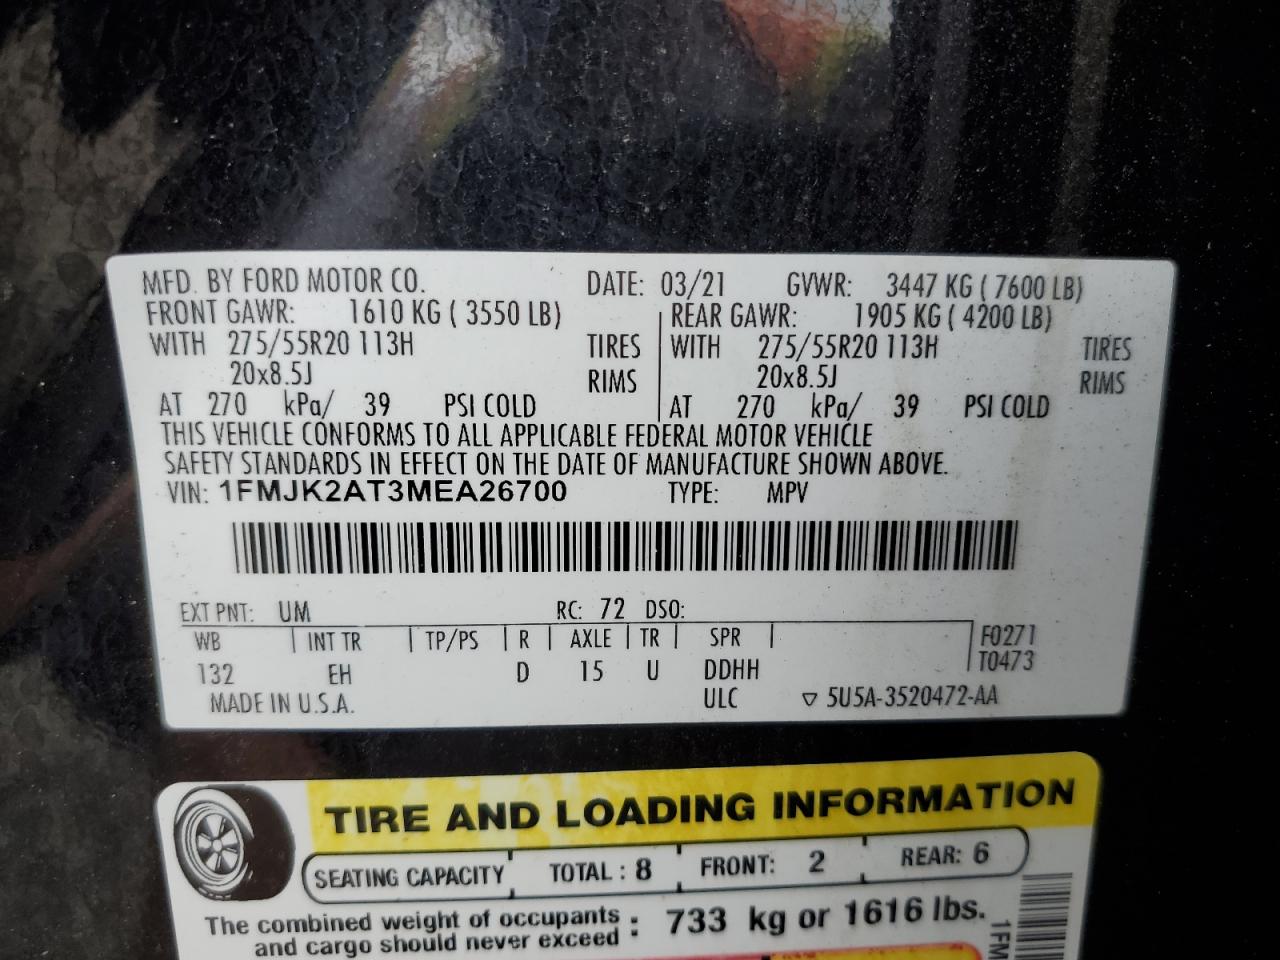 MFD. BY FORD MOTOR CO. DATE: 03/21 GVWR: 3447 KG ( 7600 LB)
FRONT GAWR: 1610 KG ( 3550 LB) REAR GAWR: 1905 KG ( 4200 LB)
WITH 275/55R20 113H TIRES WITH 275/55R20 113H TIRES
20x8.5J RIMS 20x8.5J RIMS
AT 270 kPa/ 39 PSI COLD AT 270 kPa/ 39 PSI COLD
THIS VEHICLE CONFORMS TO ALL APPLICABLE FEDERAL MOTOR VEHICLE
SAFETY STANDARDS IN EFFECT ON THE DATE OF MANUFACTURE SHOWN ABOVE.
VIN: 1FMJK2AT3MEA26700 TYPE: MPV
EXT PNT: UM RC: 72 DSO:
WB INT TR TP/PS R AXLE TR SPR F0271
132 EH D 15 U DDHH T0473
MADE IN U.S.A. ULC ▽ 5U5A-3520472-AA
TIRE AND LOADING INFORMATION
SEATING CAPACITY TOTAL : 8 FRONT: 2 REAR: 6
The combined weight of occupants
and cargo should never exceed : 733 kg or 1616 lbs.
1FM